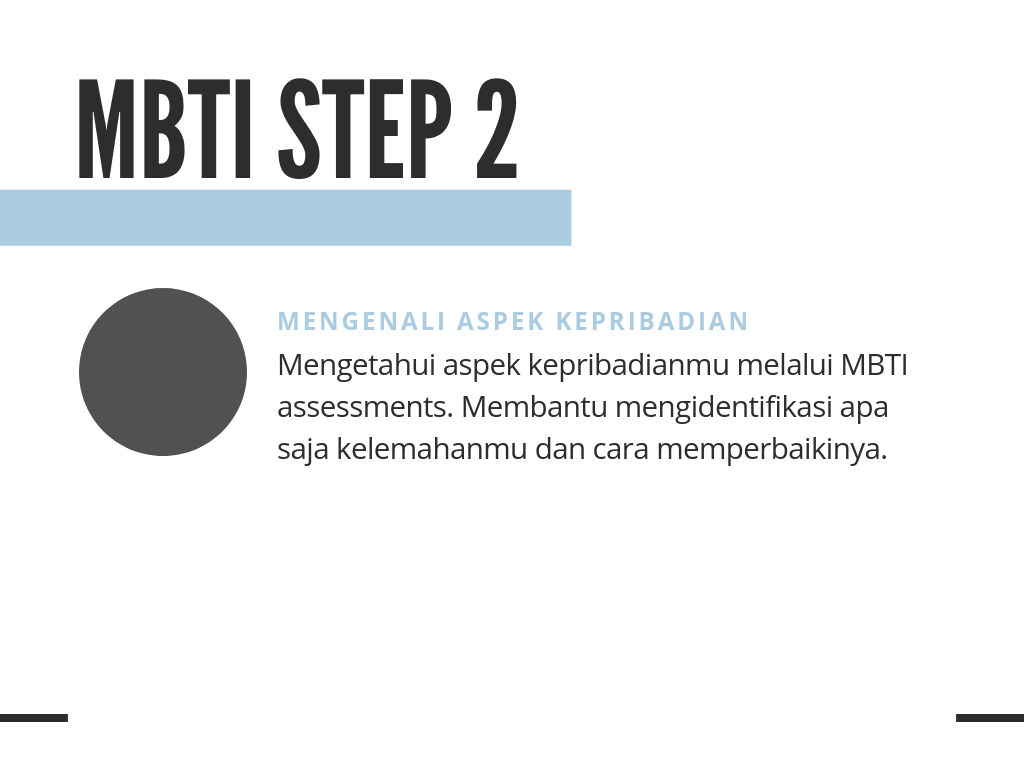 MBTI STEP 2
MENGENALI ASPEK KEPRIBADIAN
Mengetahui aspek kepribadianmu melalui MBTI
assessments. Membantu mengidentifikasi apa
saja kelemahanmu dan cara memperbaikinya.